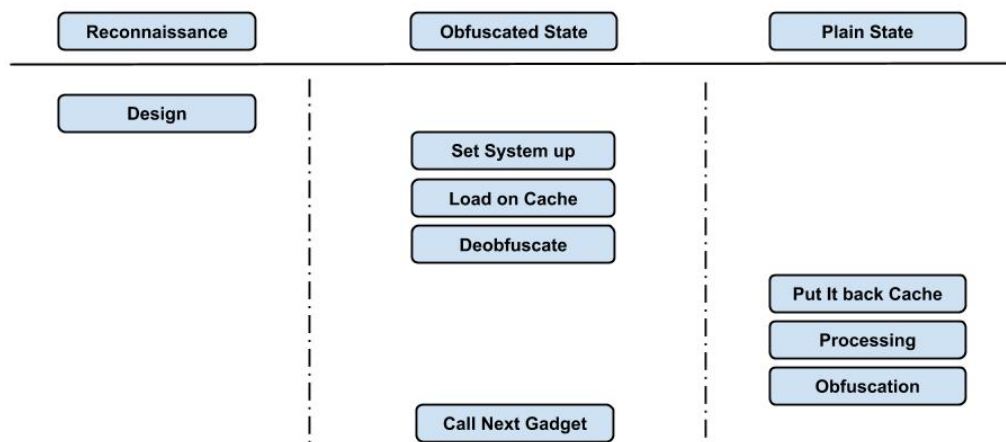 Reconnaissance
Obfuscated State
Plain State
Design
Set System up
Load on Cache
Deobfuscate
Put It back Cache
Processing
Obfuscation
Call Next Gadget